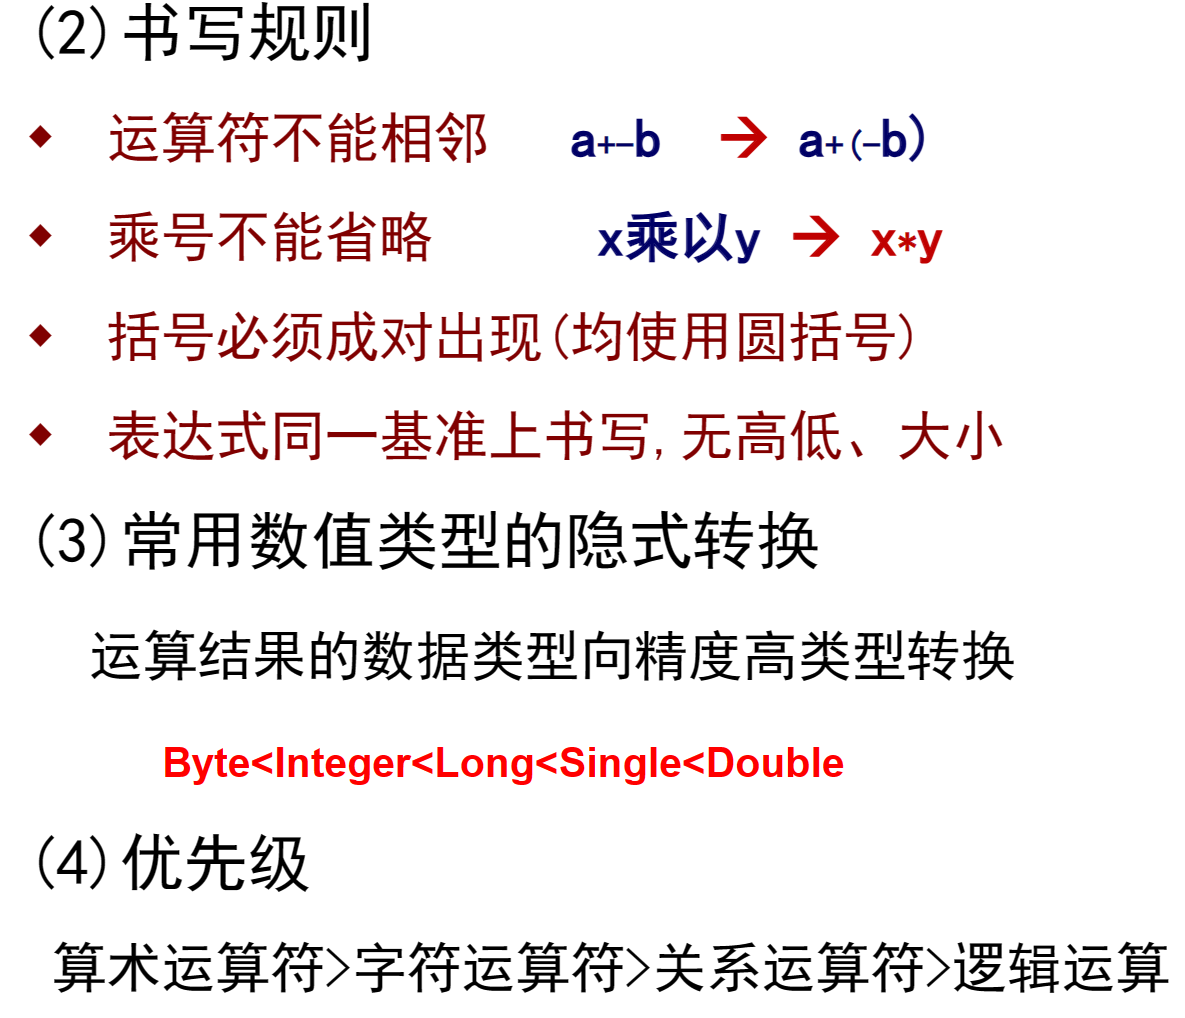 (2)书写规则
◆ 运算符不能相邻 a+-b → a+(-b)
◆ 乘号不能省略 x乘以y → x*y
◆ 括号必须成对出现(均使用圆括号)
◆ 表达式同一基准上书写,无高低、大小
(3)常用数值类型的隐式转换
运算结果的数据类型向精度高类型转换
Byte<Integer<Long<Single<Double
(4)优先级
算术运算符>字符运算符>关系运算符>逻辑运算